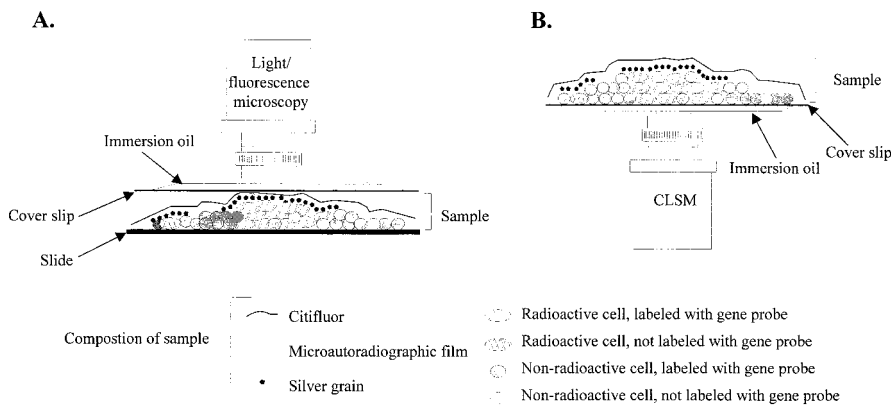 A.
Light/
fluorescence
microscopy
Immersion oil
Cover slip
Sample
Slide
B.
Sample
Cover slip
Immersion oil
CLSM
Compostion of sample
Citifluor
Microautoradiographic film
Silver grain
Radioactive cell, labeled with gene probe
Radioactive cell, not labeled with gene probe
Non-radioactive cell, labeled with gene probe
Non-radioactive cell, not labeled with gene probe